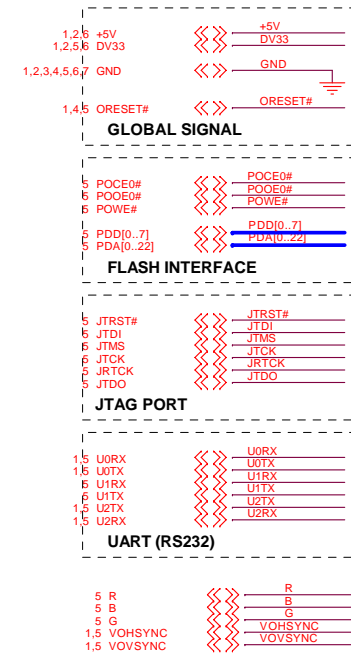 1,2,6 +5V +5V
1,2,5,6 DV33 DV33
1,2,3,4,5,6,7 GND GND
1,4,5 ORESET# ORESET#
GLOBAL SIGNAL
5 POCE0# POCE0#
5 POOE0# POOE0#
5 POWE# POWE#
5 PDD[0..7] PDD[0..7]
5 PDA[0..22] PDA[0..22]
FLASH INTERFACE
5 JTRST# JTRST#
5 JTDI JTDI
5 JTMS JTMS
5 JTCK JTCK
5 JRTCK JRTCK
5 JTDO JTDO
JTAG PORT
1,5 U0RX U0RX
1,5 U0TX U0TX
5 U1RX U1RX
5 U1TX U1TX
1,5 U2TX U2TX
1,5 U2RX U2RX
UART (RS232)
5 R R
5 B B
5 G G
1,5 VOHSYNC VOHSYNC
1,5 VOVSYNC VOVSYNC